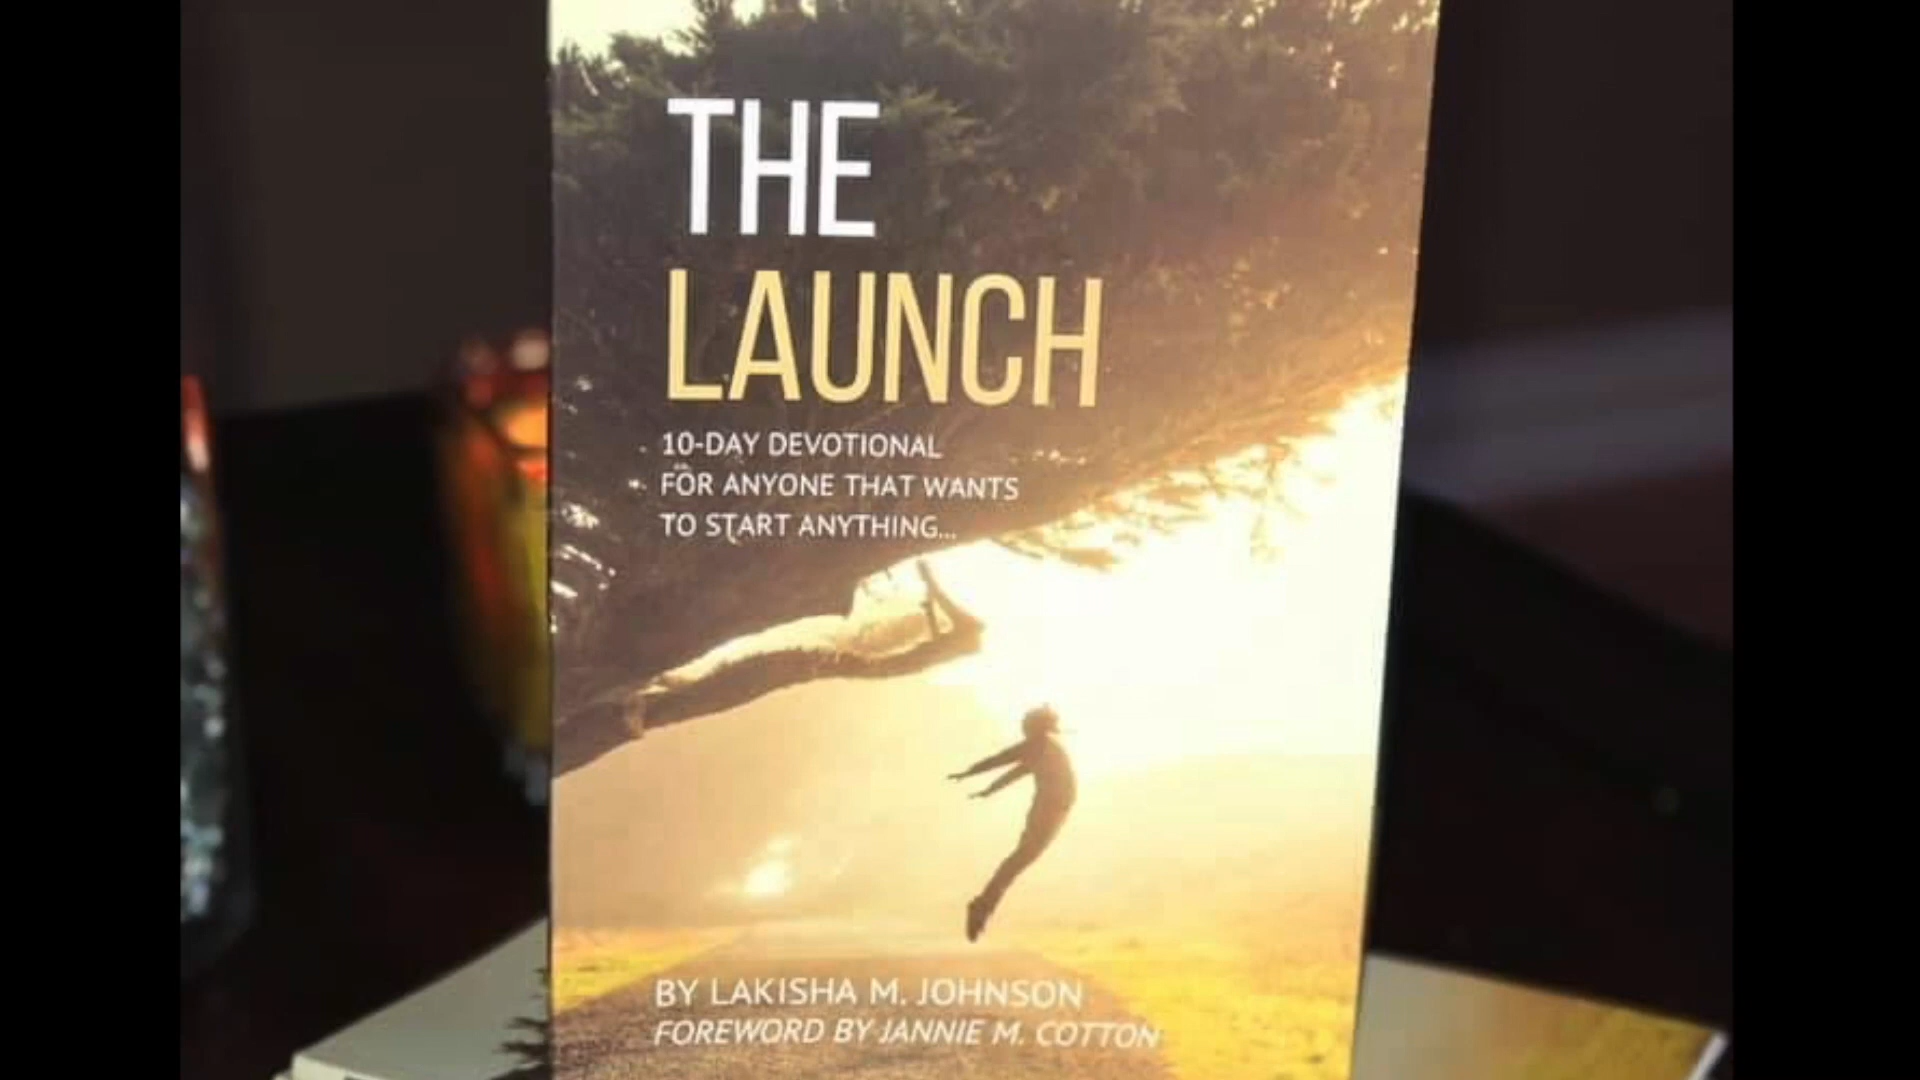 THE
LAUNCH
10-DAY DEVOTIONAL
FOR ANYONE THAT WANTS
TO START ANYTHING...
BY LAKISHA M. JOHNSON
FOREWORD BY JANNIE M. COTTON